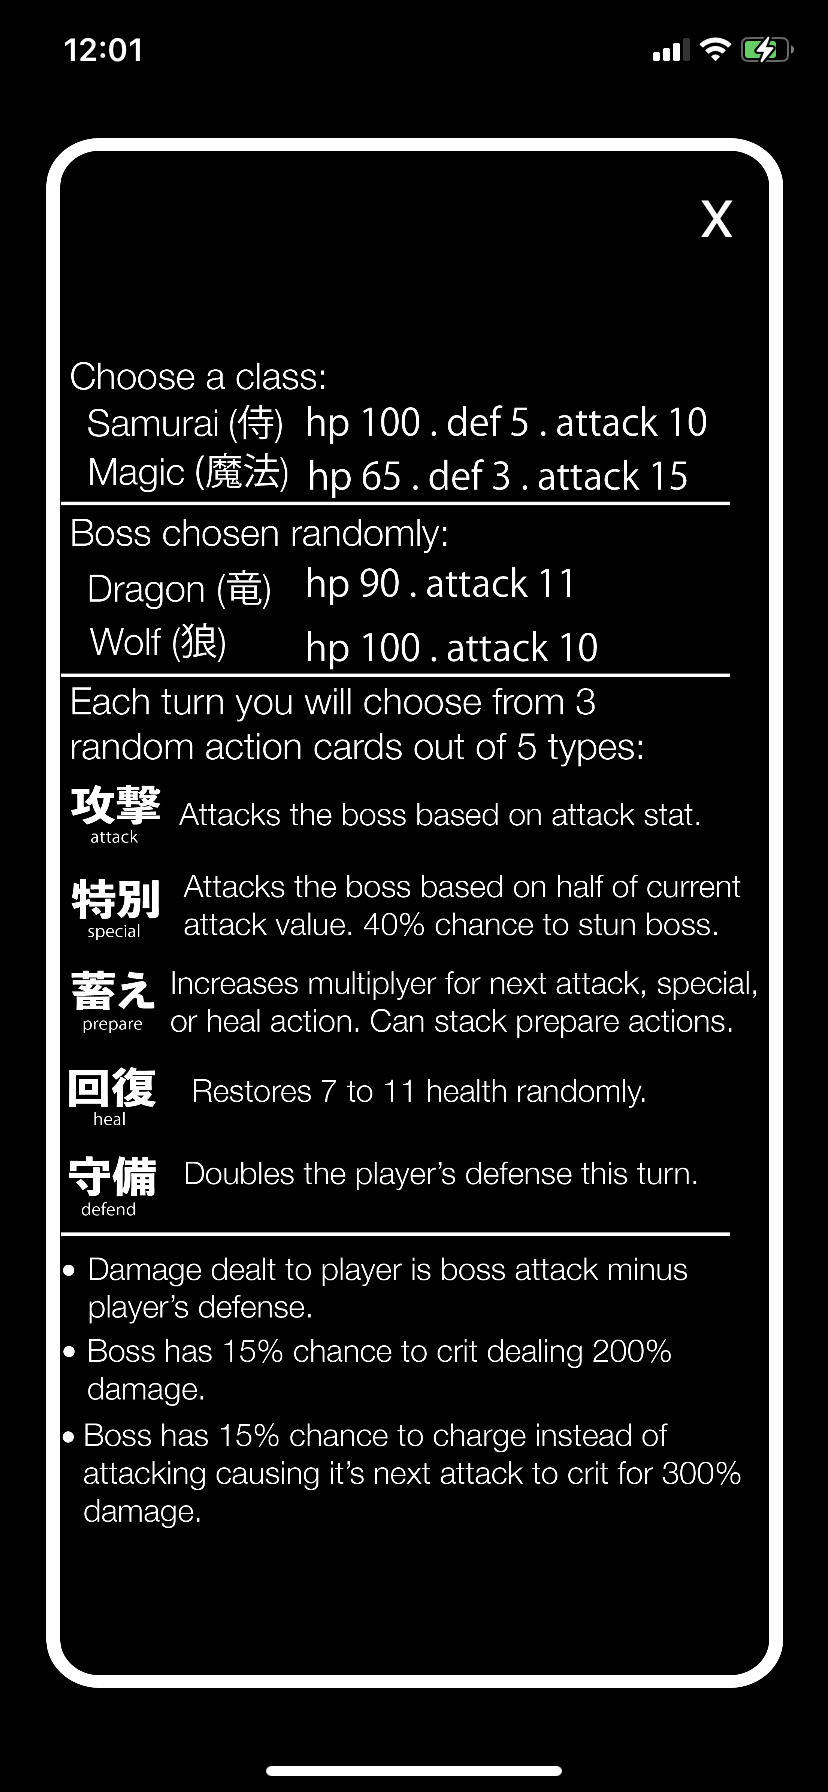 12:01
X
Choose a class:
Samurai (侍) hp 100 . def 5 . attack 10
Magic (魔法) hp 65 . def 3 . attack 15
Boss chosen randomly:
Dragon (竜) hp 90 . attack 11
Wolf (狼) hp 100 . attack 10
Each turn you will choose from 3
random action cards out of 5 types:
攻撃
attack
Attacks the boss based on attack stat.
特別
special
Attacks the boss based on half of current
attack value. 40% chance to stun boss.
蓄え
prepare
Increases multiplyer for next attack, special,
or heal action. Can stack prepare actions.
回復
heal
Restores 7 to 11 health randomly.
守備
defend
Doubles the player's defense this turn.
• Damage dealt to player is boss attack minus
player's defense.
• Boss has 15% chance to crit dealing 200%
damage.
• Boss has 15% chance to charge instead of
attacking causing it's next attack to crit for 300%
damage.